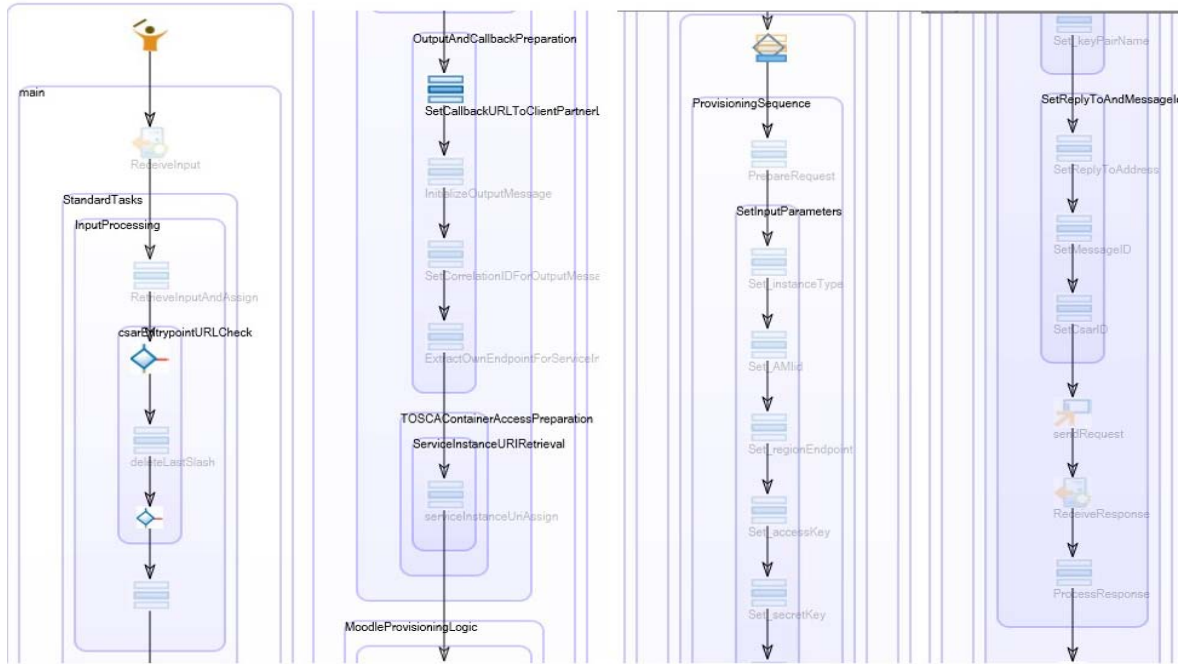 main
ReceiveInput
StandardTasks
InputProcessing
RetrieveInputAndAssign
csarEntrypointURLCheck
deleteLastSlash
OutputAndCallbackPreparation
SetCallbackURLToClientPartnerL
InitializeOutputMessage
SetCorrelationIDForOutputMessa
ExtractOwnEndpointForServiceIn
TOSCAContainerAccessPreparation
ServiceInstanceURIRetrieval
serviceInstanceUriAssign
MoodleProvisioningLogic
ProvisioningSequence
PrepareRequest
SetInputParameters
Set_instanceType
Set_AMIid
Set_regionEndpoint
Set_accessKey
Set_secretKey
Set_keyPairName
SetReplyToAndMessageId
SetReplyToAddress
SetMessageID
SetCsarID
sendRequest
ReceiveResponse
ProcessResponse